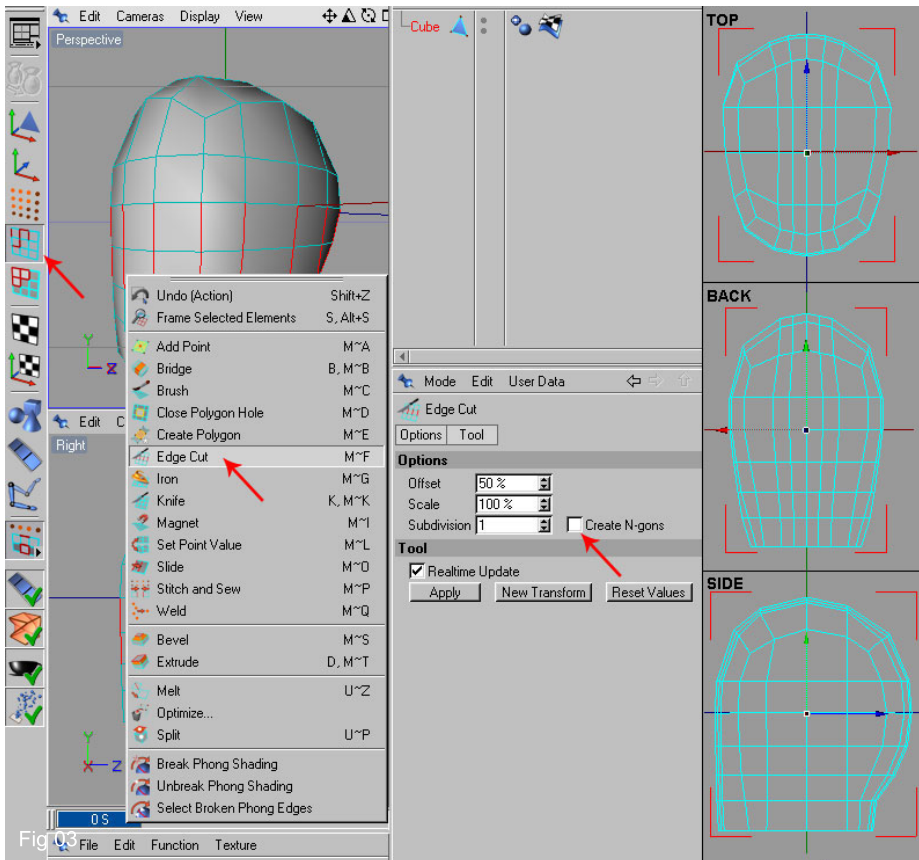 Edit Cameras Display View
Perspective
Cube
TOP
Undo (Action) Shift+Z
Frame Selected Elements S, Alt+S
Add Point M~A
Bridge B, M~B
Brush M~C
Close Polygon Hole M~D
Create Polygon M~E
Edge Cut M~F
Iron M~G
Knife K, M~K
Magnet M~I
Set Point Value M~L
Slide M~O
Stitch and Sew M~P
Weld M~Q
Bevel M~S
Extrude D, M~T
Melt U~Z
Optimize...
Split U~P
Break Phong Shading
Unbreak Phong Shading
Select Broken Phong Edges
Y
Z
Edit C
Right
Y
X Z
0 S
Fig 03
File Edit Function Texture
Mode Edit User Data
Edge Cut
Options Tool
Options
Offset 50 %
Scale 100 %
Subdivision 1 Create N-gons
Tool
Realtime Update
Apply New Transform Reset Values
BACK
SIDE